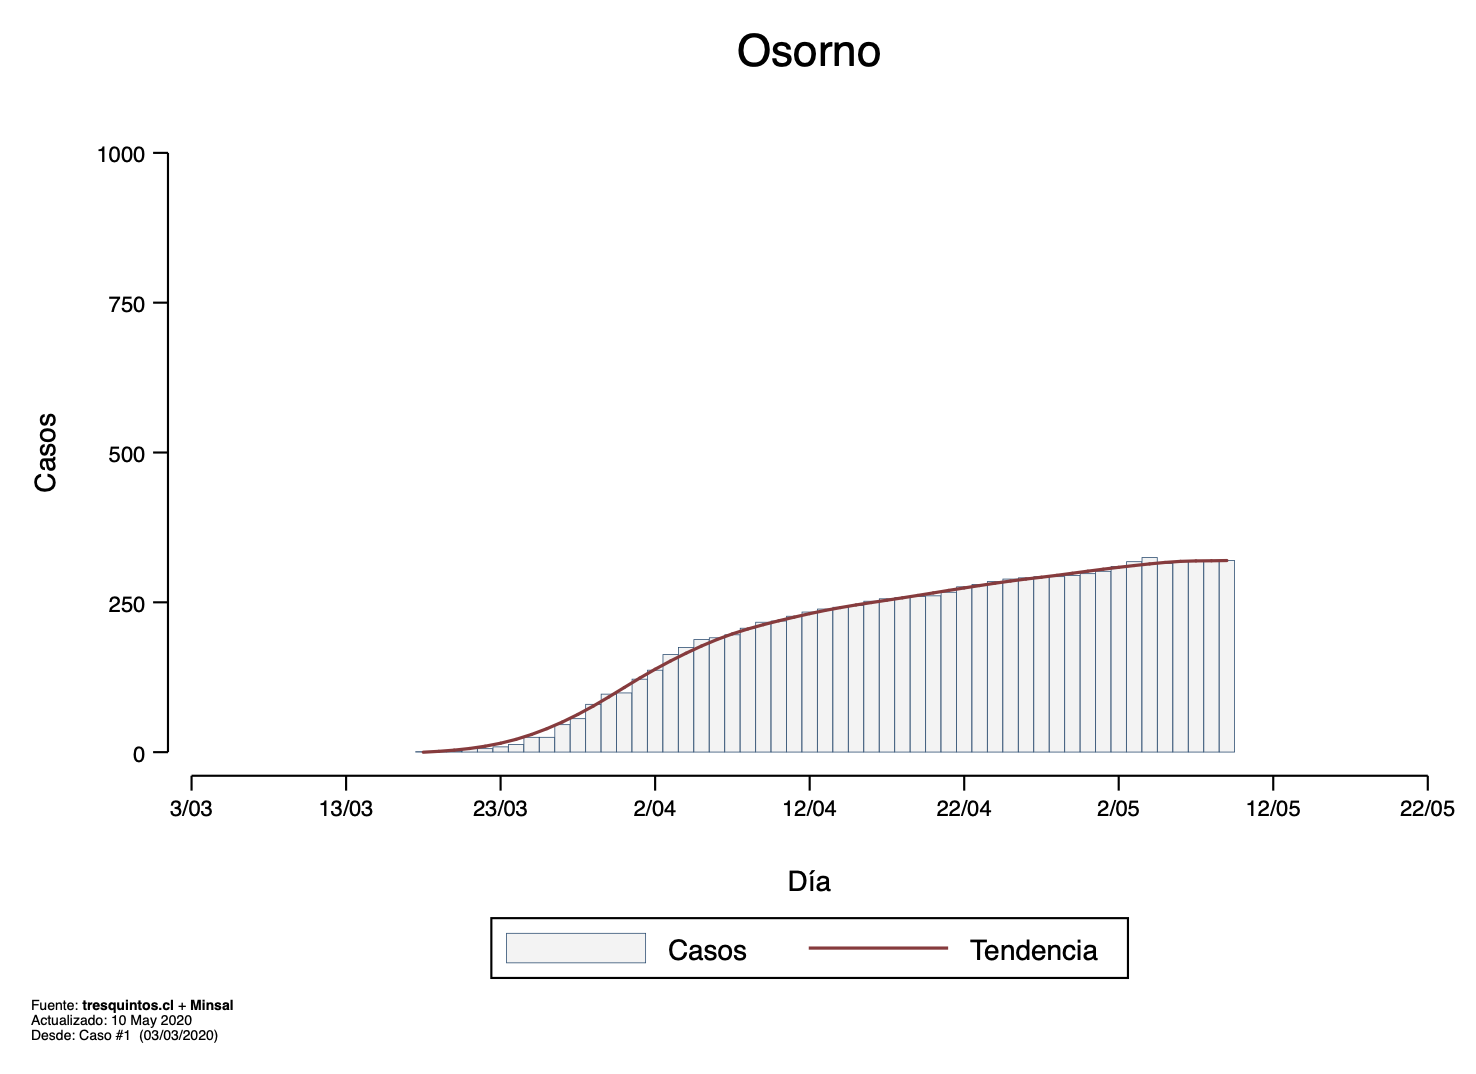 Osorno
1000
750
500
250
0
Casos
3/03
13/03
23/03
2/04
12/04
22/04
2/05
12/05
22/05
Día
Casos
Tendencia
Fuente: tresquintos.cl + Minsal
Actualizado: 10 May 2020
Desde: Caso #1 (03/03/2020)